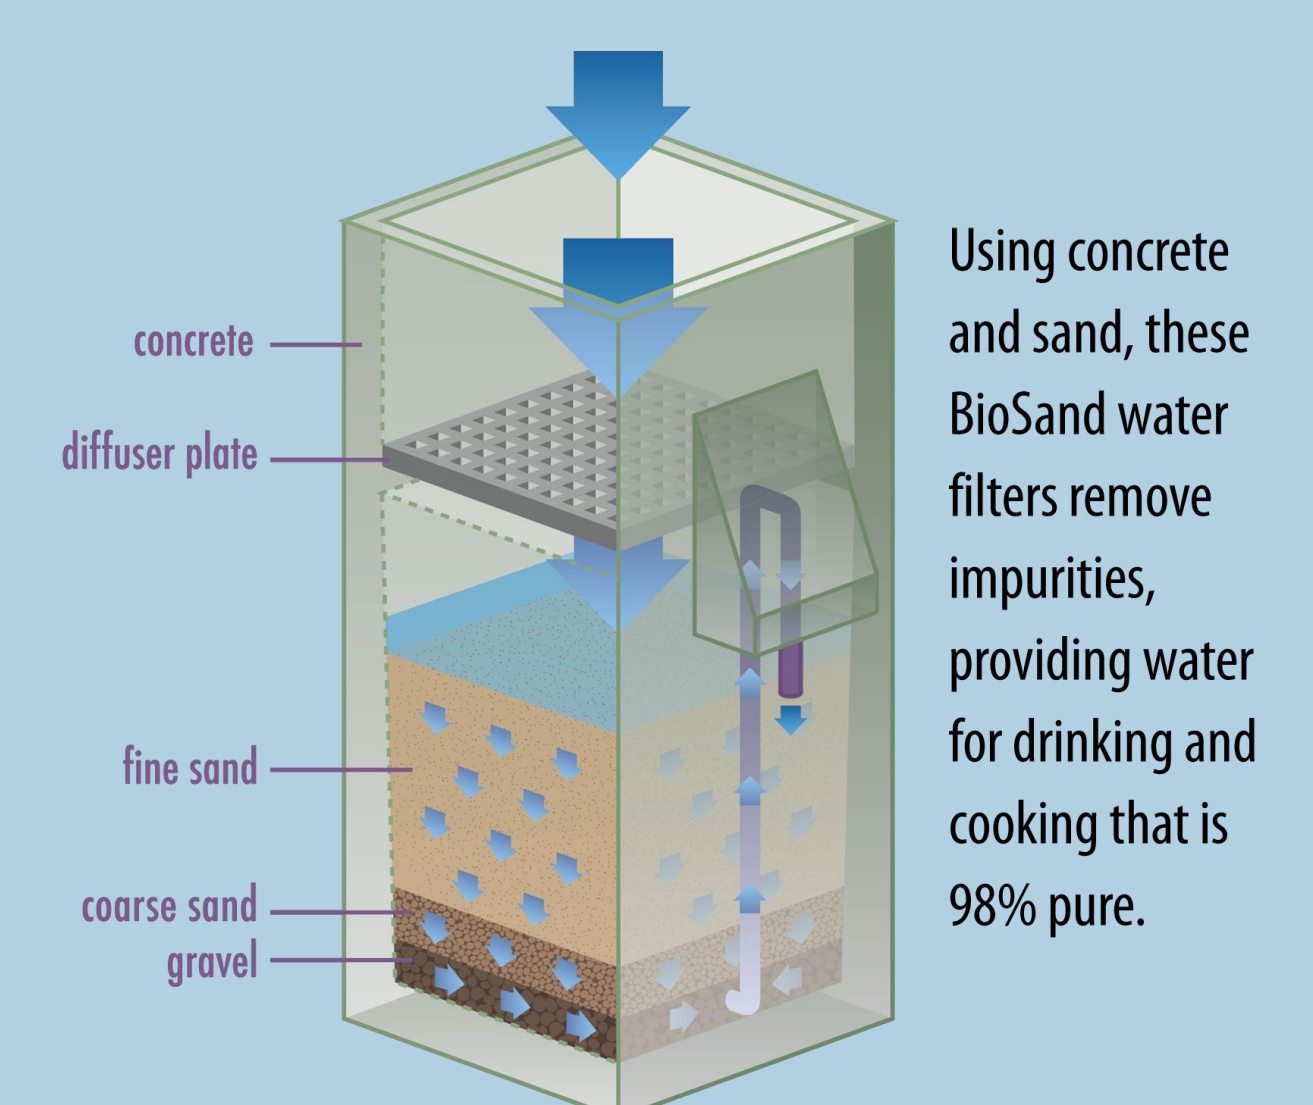 concrete
diffuser plate
fine sand
coarse sand
gravel
Using concrete
and sand, these
BioSand water
filters remove
impurities,
providing water
for drinking and
cooking that is
98% pure.